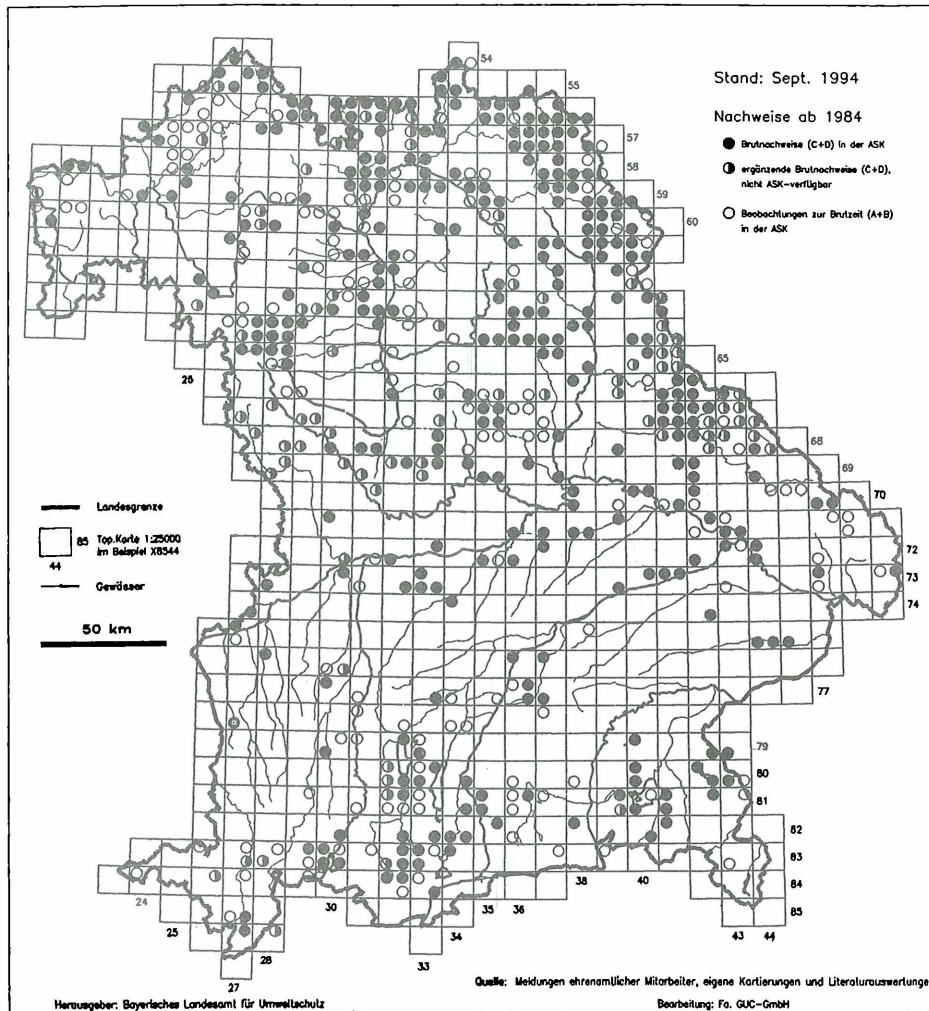 54
Stand: Sept. 1994
55
Nachweise ab 1984
57
Brutnachweise (C+D) in der ASK
58
ergänzende Brutnachweise (C+D),
nicht ASK-verfügbar
59
60
Beobachtungen zur Brutzeit (A+B)
in der ASK
65
26
68
69
Landesgrenze
70
85 Top.Karte 1:25000
im Beispiel X8544
44
72
Gewässer
73
74
50 km
77
79
80
81
82
83
38
40
84
24
30
35
36
85
25
34
43
44
28
33
27
Quelle: Meldungen ehrenamtlicher Mitarbeiter, eigene Kartierungen und Literaturauswertunge
Herausgeber: Bayerisches Landesamt für Umweltschutz
Bearbeitung: Fa. GUC-GmbH